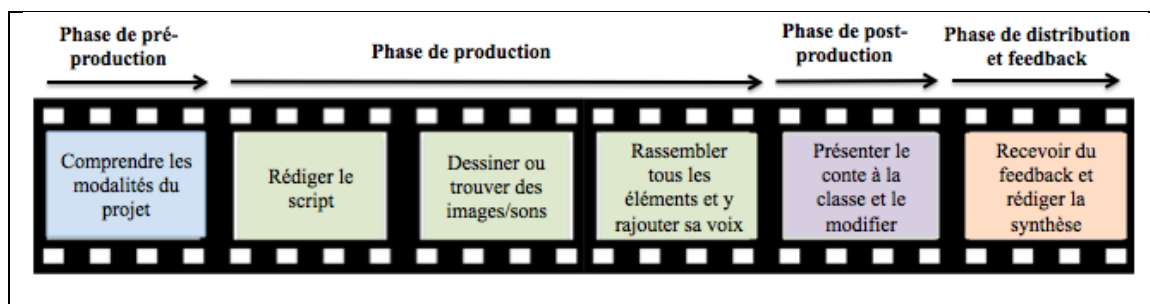 Phase de pré-
production
Phase de production
Phase de post-
production
Phase de distribution
et feedback
Comprendre les
modalités du
projet
Rédiger le
script
Dessiner ou
trouver des
images/sons
Rassembler
tous les
éléments et y
rajouter sa voix
Présenter le
conte à la
classe et le
modifier
Recevoir du
feedback et
rédiger la
synthèse